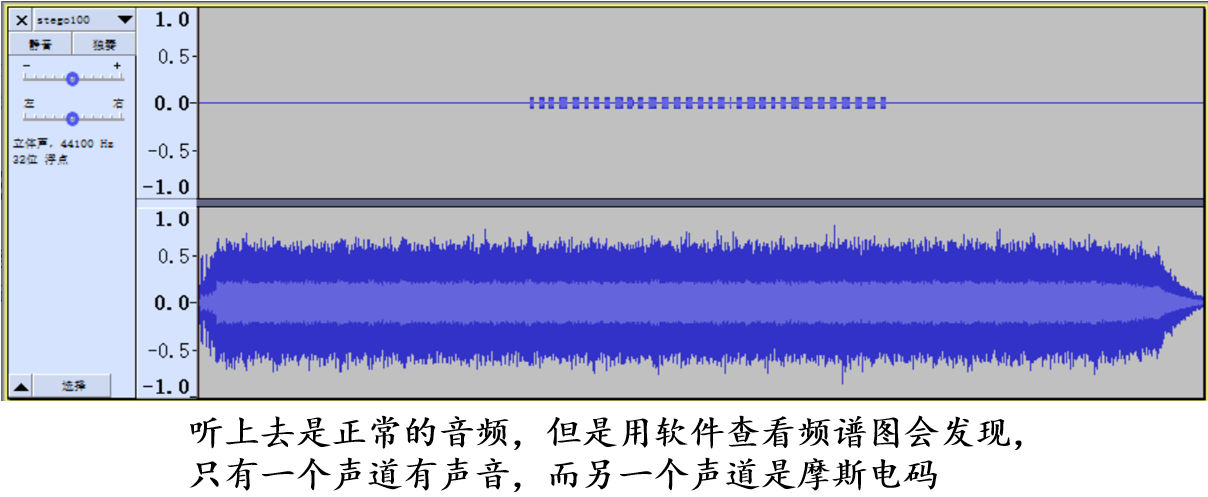 × stego100 ▼
静音 独奏
- +
左 右
立体声, 44100 Hz
32位 浮点
▲ 选择
1.0
0.5
0.0
-0.5
-1.0
1.0
0.5
0.0
-0.5
-1.0
听上去是正常的音频，但是用软件查看频谱图会发现，
只有一个声道有声音，而另一个声道是摩斯电码